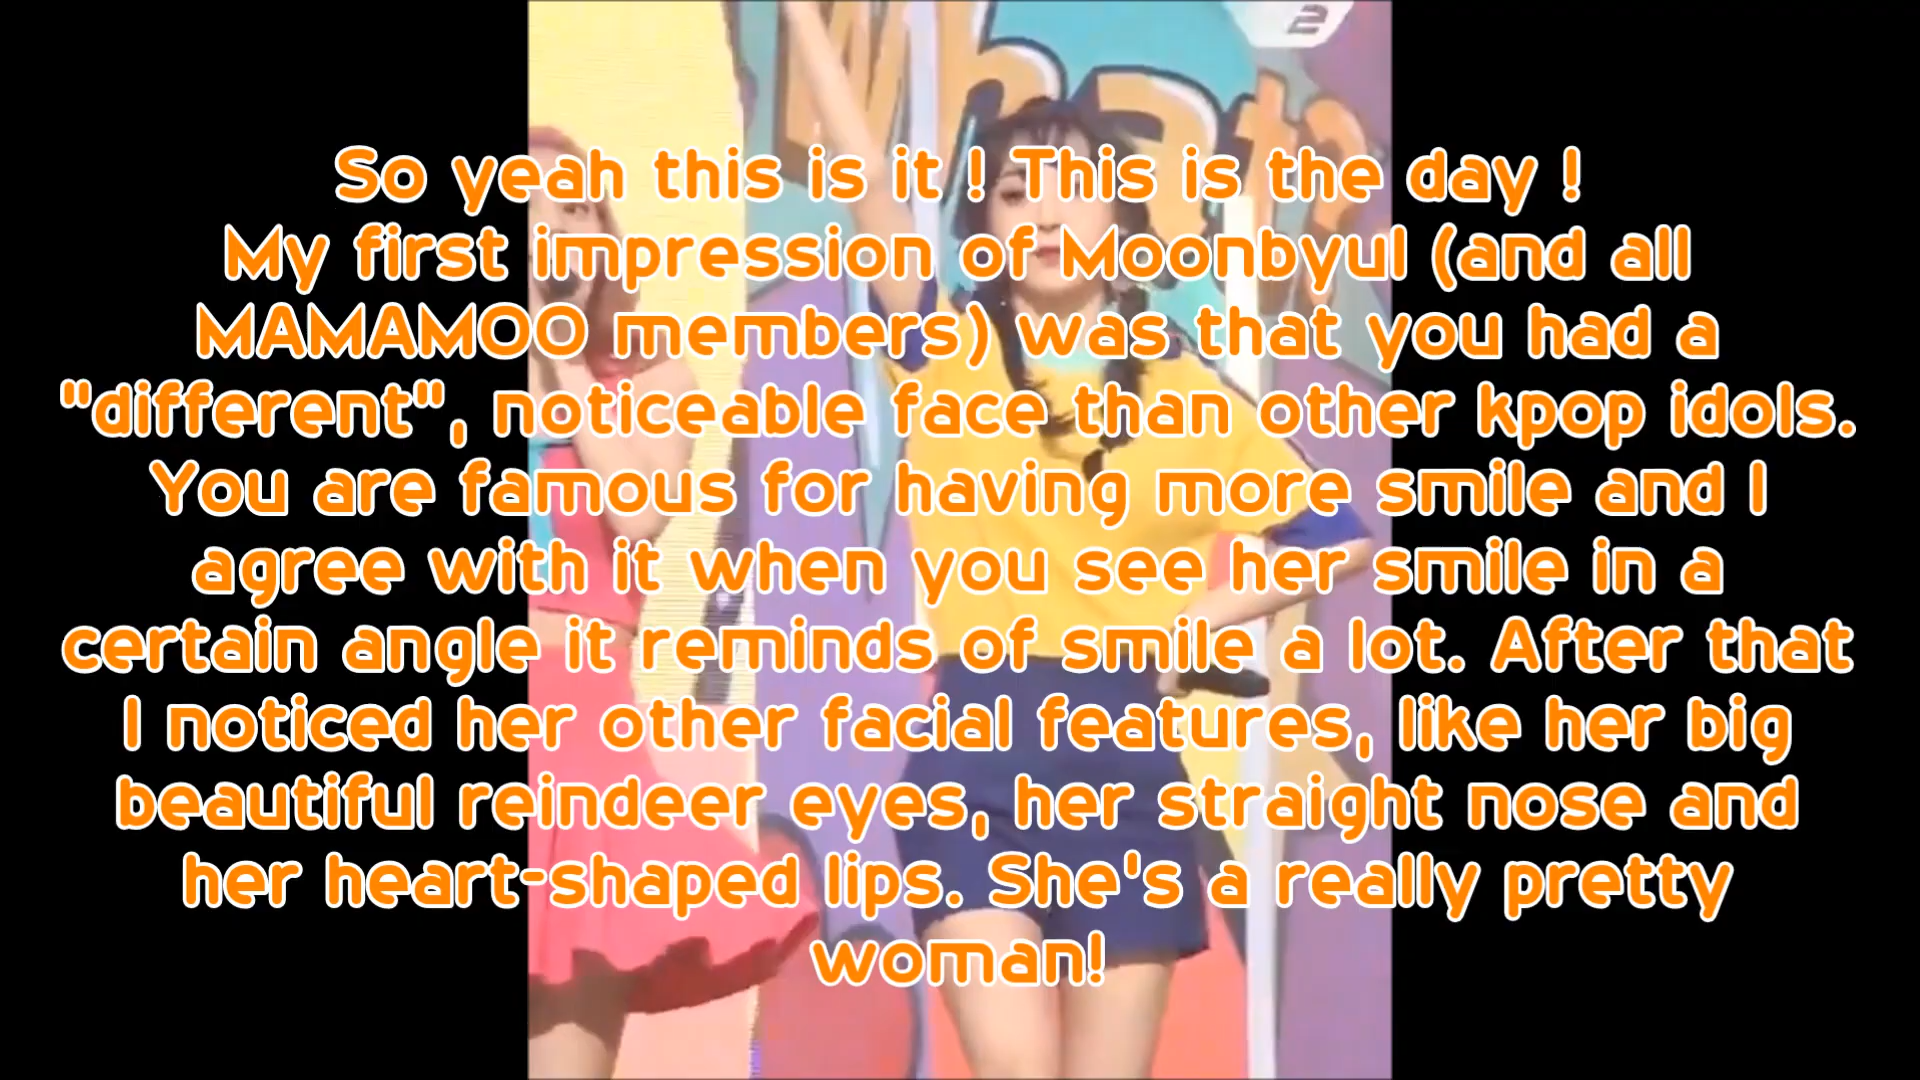 2
What?
So yeah this is it ! This is the day !
My first impression of Moonbyul (and all
MAMAMOO members) was that you had a
"different", noticeable face than other kpop idols.
You are famous for having more smile and I
agree with it when you see her smile in a
certain angle it reminds of smile a lot. After that
I noticed her other facial features, like her big
beautiful reindeer eyes, her straight nose and
her heart-shaped lips. She's a really pretty
woman!